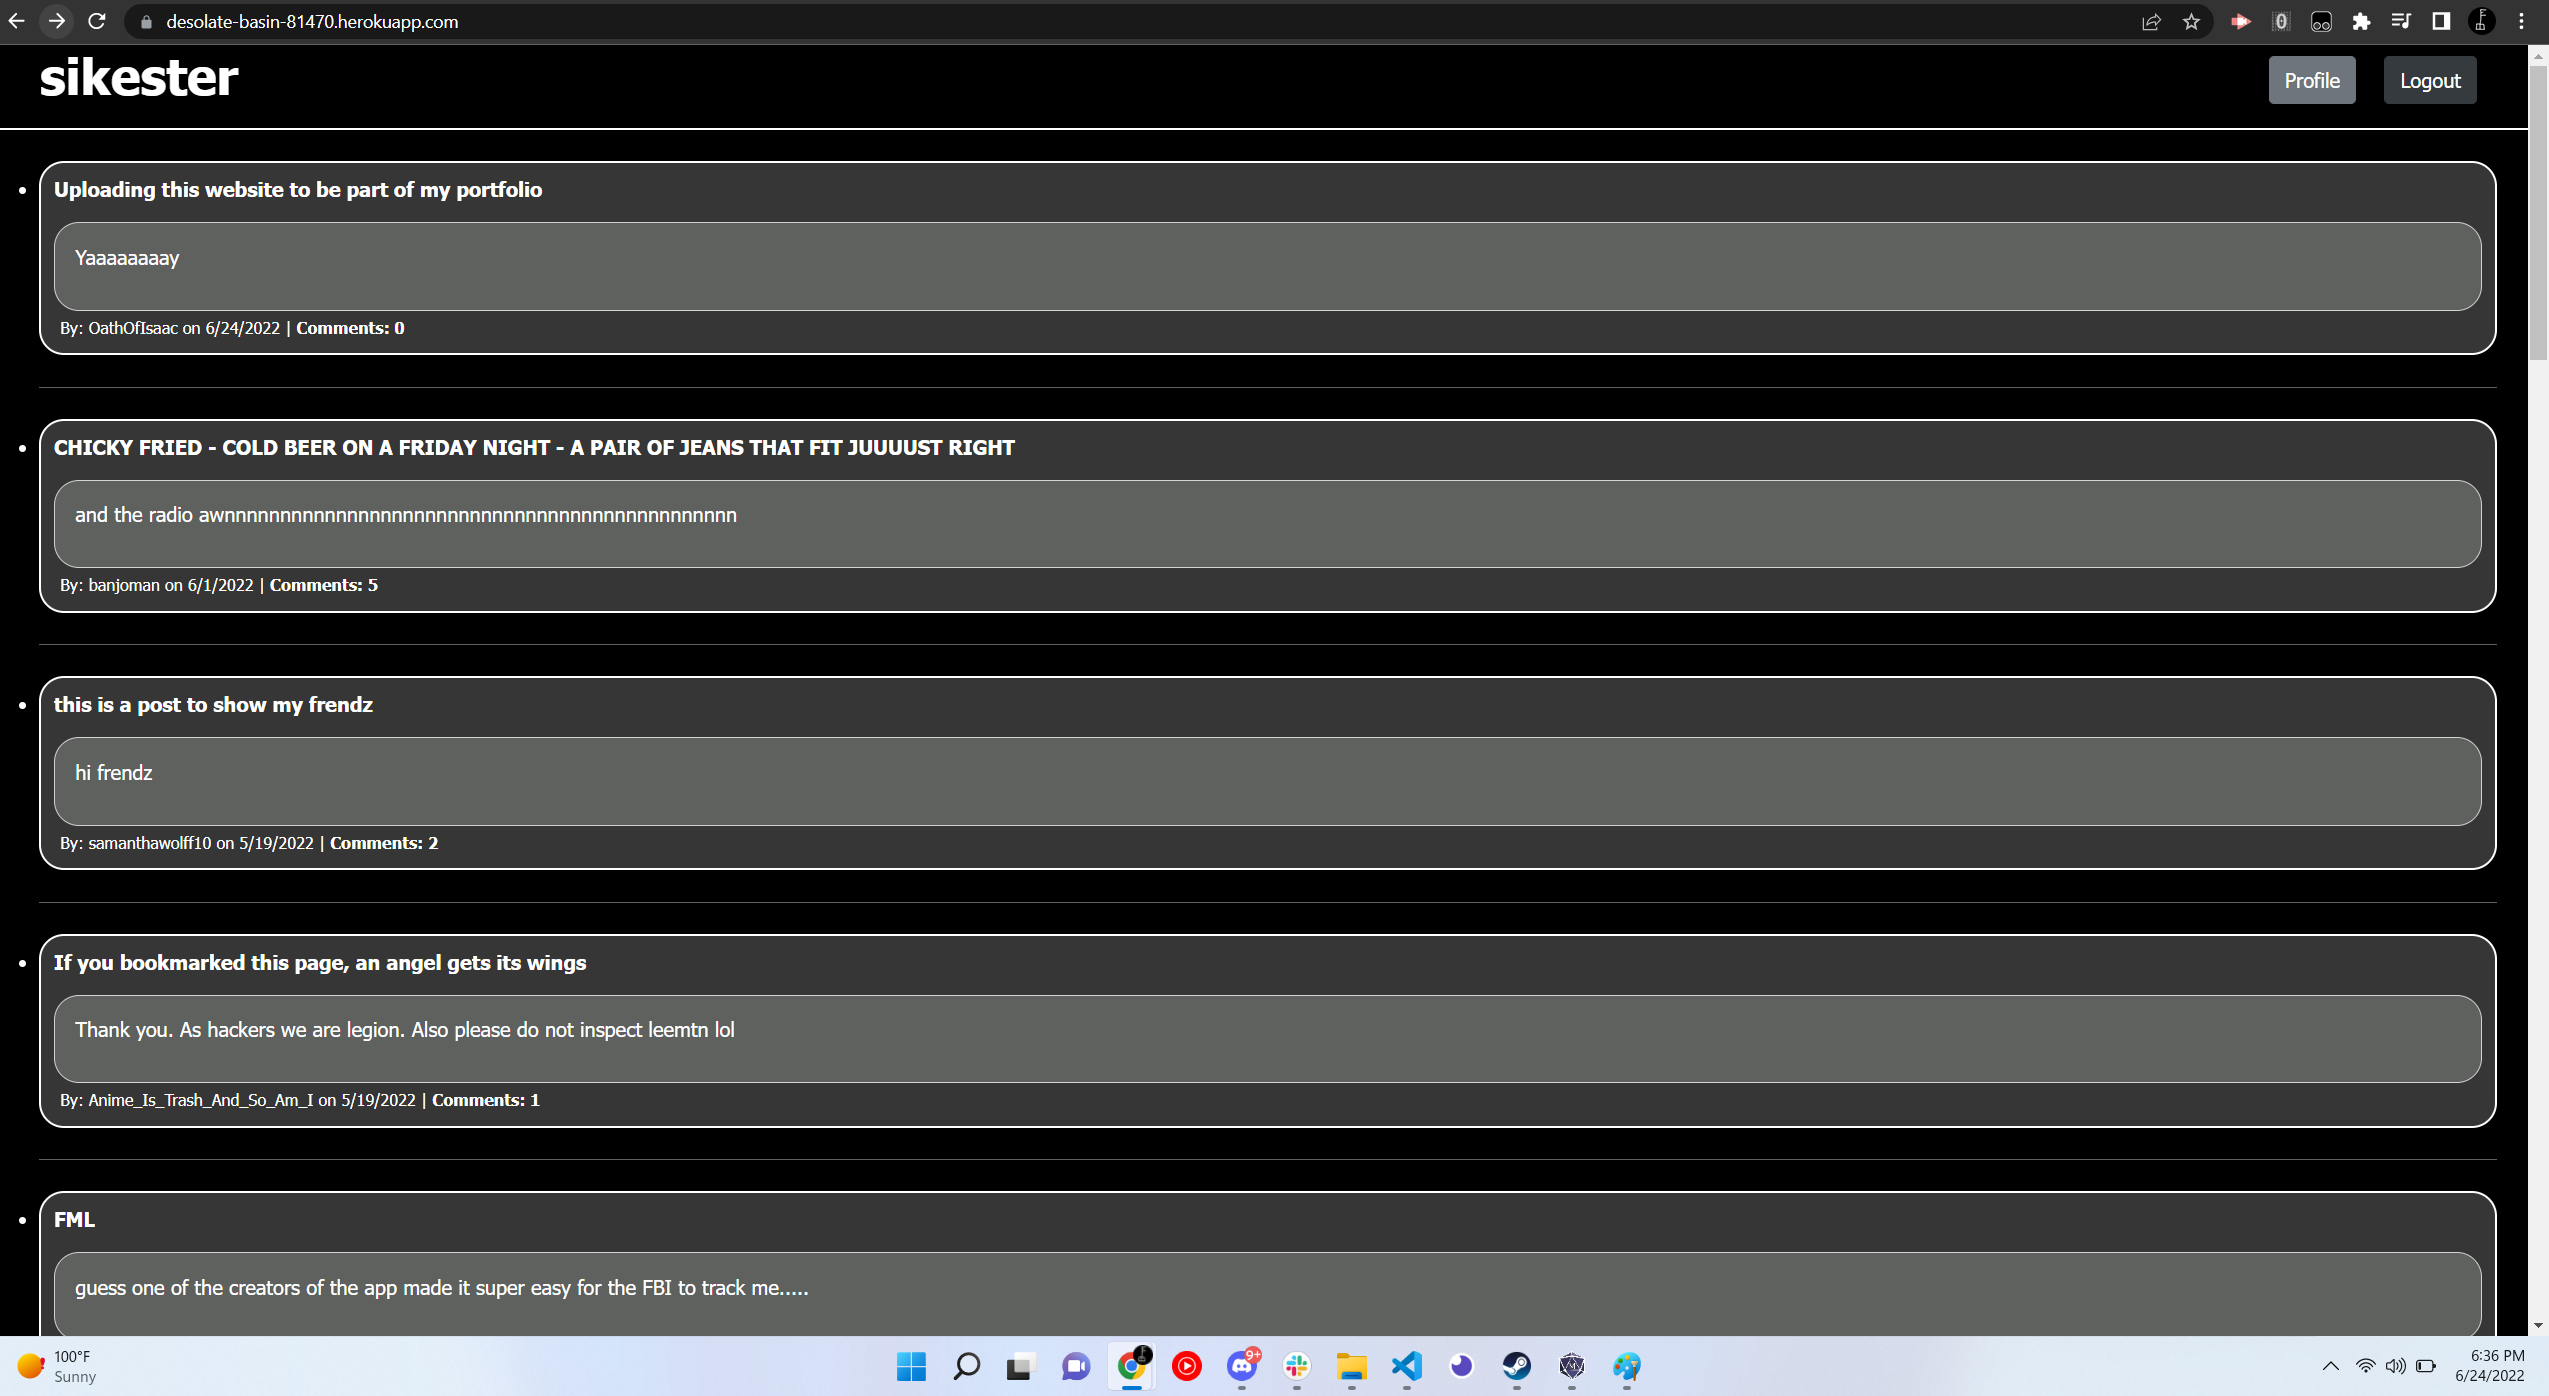 desolate-basin-81470.herokuapp.com
sikester
Profile
Logout
Uploading this website to be part of my portfolio
Yaaaaaaaay
By: OathOfIsaac on 6/24/2022 | Comments: 0
CHICKY FRIED - COLD BEER ON A FRIDAY NIGHT - A PAIR OF JEANS THAT FIT JUUUUST RIGHT
and the radio awnnnnnnnnnnnnnnnnnnnnnnnnnnnnnnnnnnnnnnnnnnnnnn
By: banjoman on 6/1/2022 | Comments: 5
this is a post to show my frendz
hi frendz
By: samanthawolff10 on 5/19/2022 | Comments: 2
If you bookmarked this page, an angel gets its wings
Thank you. As hackers we are legion. Also please do not inspect leemtn lol
By: Anime_Is_Trash_And_So_Am_I on 5/19/2022 | Comments: 1
FML
guess one of the creators of the app made it super easy for the FBI to track me.....
100°F
Sunny
9+
6:36 PM
6/24/2022